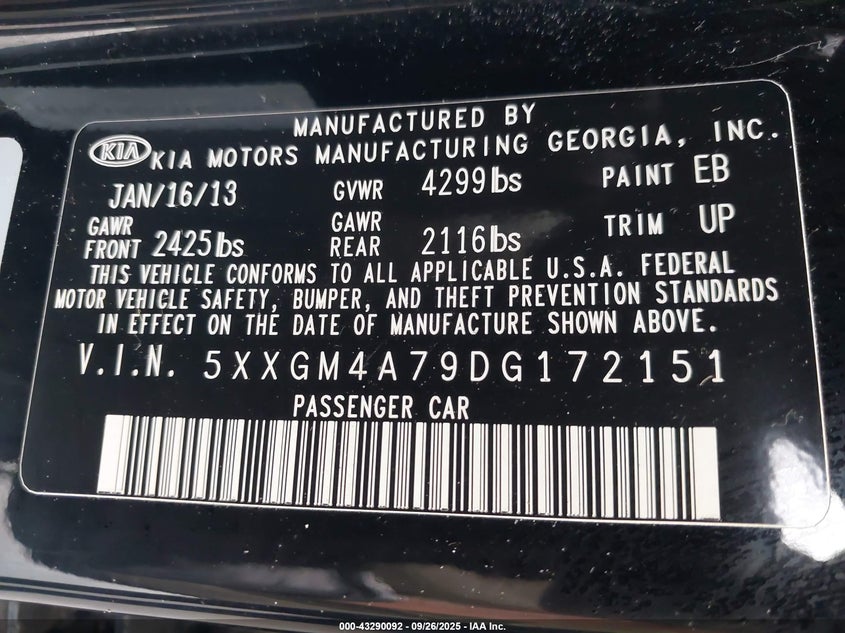 MANUFACTURED BY
KIA KIA MOTORS MANUFACTURING GEORGIA, INC.
JAN/16/13 GVWR 4299lbs PAINT EB
GAWR FRONT 2425lbs GAWR REAR 2116lbs TRIM UP
THIS VEHICLE CONFORMS TO ALL APPLICABLE U.S.A. FEDERAL
MOTOR VEHICLE SAFETY, BUMPER, AND THEFT PREVENTION STANDARDS
IN EFFECT ON THE DATE OF MANUFACTURE SHOWN ABOVE.
V.I.N. 5XXGM4A79DG172151
PASSENGER CAR
000-43290092 - 09/26/2025 - IAA Inc.